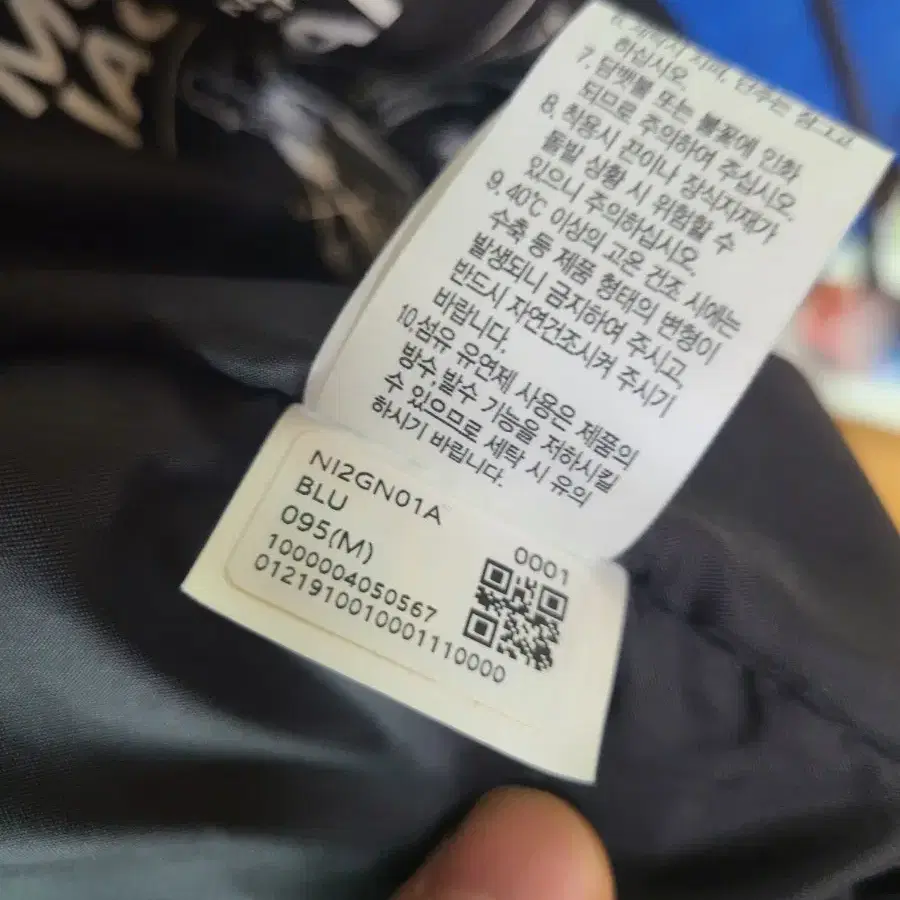 하십시오.
7. 담뱃불 또는 불꽃에 인화
되므로 주의하여 주십시오.
8. 착용시 끈이나 장식자재가
돌발 상황 시 위험할 수
있으니 주의하십시오.
9. 40℃ 이상의 고온 건조 시에는
수축 등 제품 형태의 변형이
발생되니 금지하여 주시고,
반드시 자연건조시켜 주시기
바랍니다.
10.섬유 유연제 사용은 제품의
방수,발수 기능을 저하시킬
수 있으므로 세탁 시 유의
하시기 바랍니다.
NI2GN01A
BLU
095(M)
1000004050567
0121910010001110000
0001